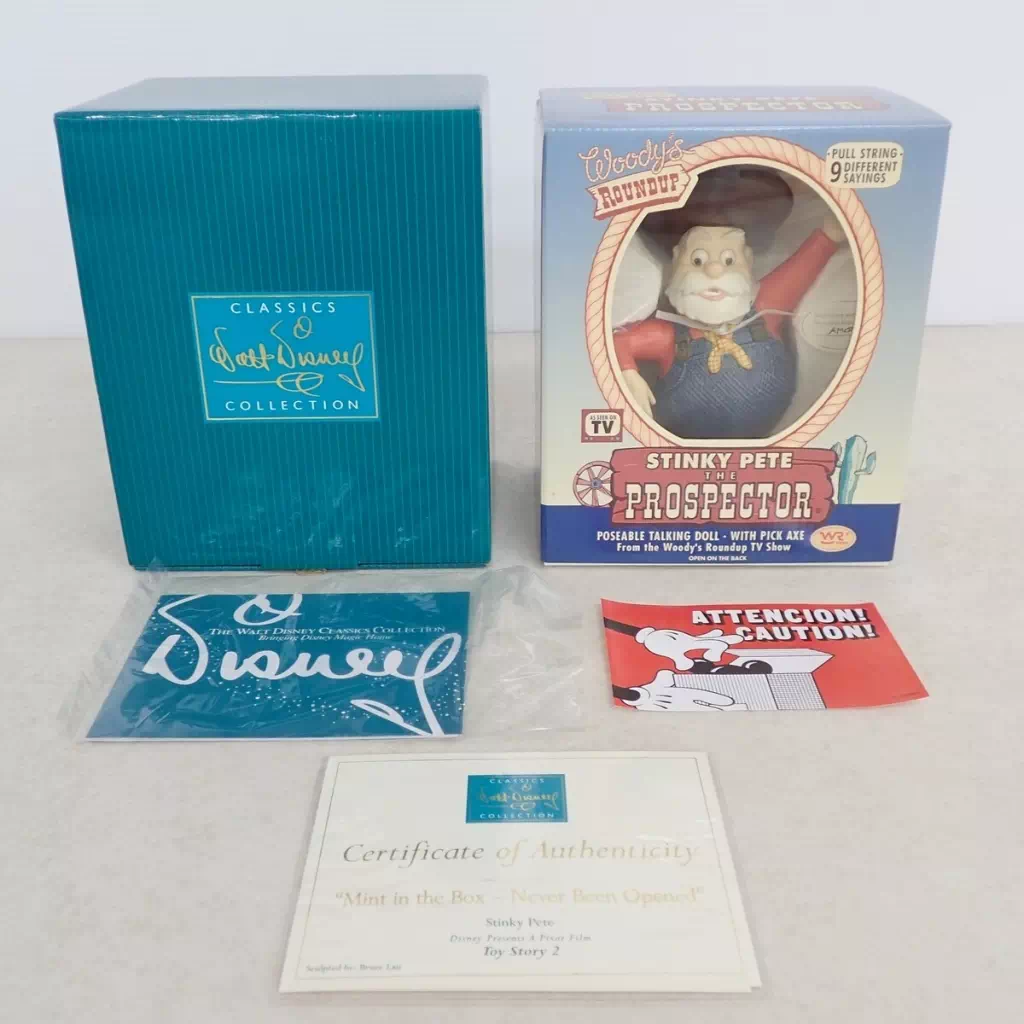 CLASSICS
Walt Disney
COLLECTION
STINKY PETE
PROSPECTOR
Woody's
ROUNDUP
PULL STRING
9 DIFFERENT
SAYINGS
AS SEEN ON
TV
STINKY PETE
THE
PROSPECTOR
POSEABLE TALKING DOLL - WITH PICK AXE
From the Woody's Roundup TV Show
OPEN ON THE BACK
WR
THE WALT DISNEY CLASSICS COLLECTION
Bringing Disney Magic Home
Disney
ATTENCION!
CAUTION!
CLASSICS
Walt Disney
COLLECTION
Certificate of Authenticity
"Mint in the Box - Never Been Opened"
Stinky Pete
Disney Presents A Pixar Film
Toy Story 2
Sculpted by: Bruce Lau